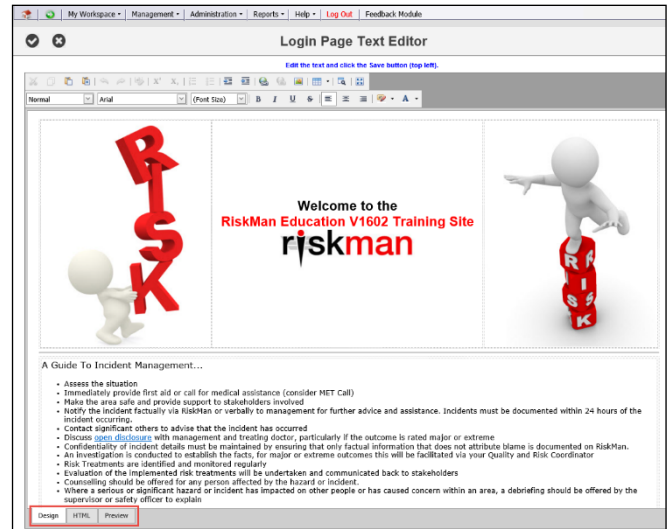 My Workspace Management Administration Reports Help Log Out Feedback Module
Login Page Text Editor
Edit the text and click the Save button (top left).
Normal Arial (Font Size) B I U S A
R
I
S
K
Welcome to the
RiskMan Education V1602 Training Site
riskman
R R
I
S S
K
A Guide To Incident Management...
Assess the situation
Immediately provide first aid or call for medical assistance (consider MET Call)
Make the area safe and provide support to stakeholders involved
Notify the incident factually via RiskMan or verbally to management for further advice and assistance. Incidents must be documented within 24 hours of the
incident occurring.
Contact significant others to advise that the incident has occurred
Discuss open disclosure with management and treating doctor, particularly if the outcome is rated major or extreme
Confidentiality of incident details must be maintained by ensuring that only factual information that does not attribute blame is documented on RiskMan.
An investigation is conducted to establish the facts, for major or extreme outcomes this will be facilitated via your Quality and Risk Coordinator
Risk Treatments are identified and monitored regularly
Evaluation of the implemented risk treatments will be undertaken and communicated back to stakeholders
Counselling should be offered for any person affected by the hazard or incident.
Where a serious or significant hazard or incident has impacted on other people or has caused concern within an area, a debriefing should be offered by the
supervisor or safety officer to explain
Design HTML Preview